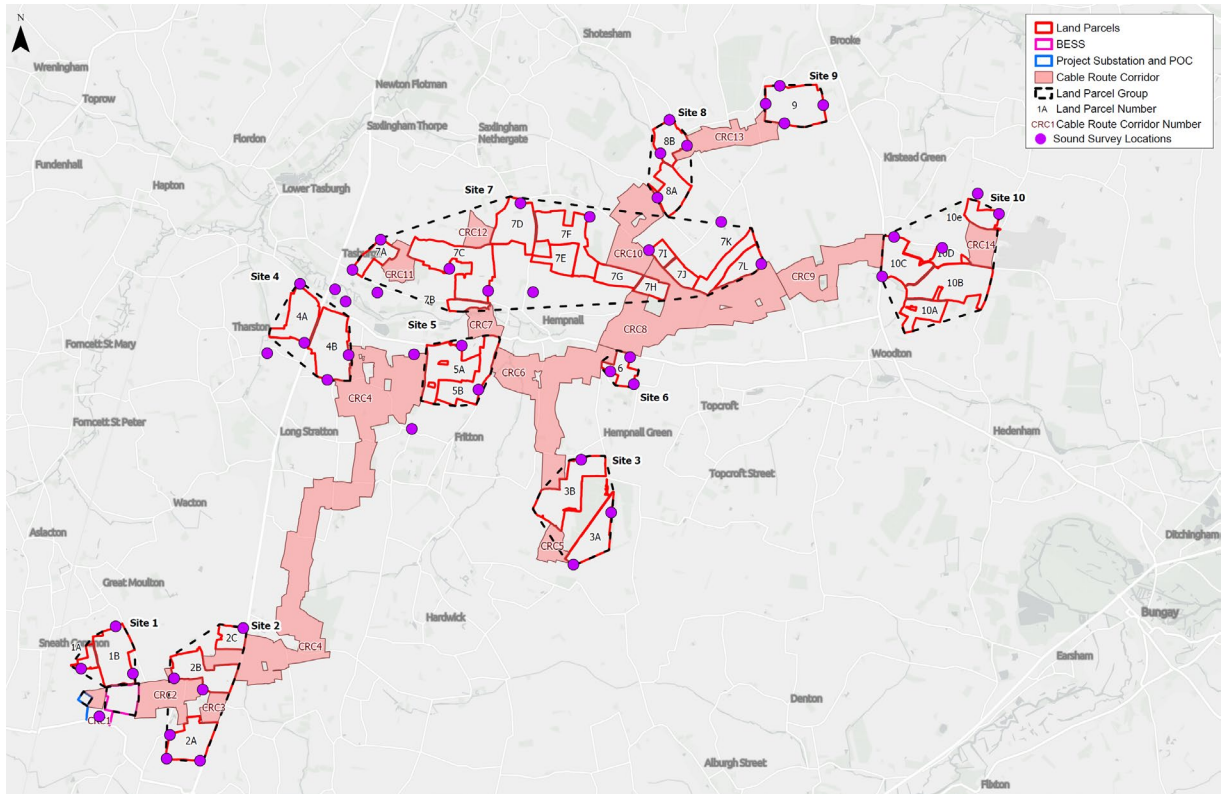 N
Shotesham
Brooke
Wreningham
Toprow
Newton Flotman
Flordon
Saxlingham Thorpe
Saxlingham
Nethergate
Fundenhall
Hapton
Lower Tasburgh
Kirstead Green
Site 9
9
Site 8
8B
CRC13
8A
Site 7
7D
7F
CRC12
7A
Tasburgh
7C
7E
CRC11
7B
7G
CRC10
7I
7J
7K
7L
7H
Site 10
10e
CRC14
10C
10D
10B
10A
CRC9
CRC8
Site 4
4A
4B
Tharston
Forncett St Mary
Site 5
CRC7
Hempnall
5A
5B
CRC6
CRC4
6
Site 6
Woodton
Topcroft
Forncett St Peter
Long Stratton
Fritton
Hempnall Green
Hedenham
Topcroft Street
Site 3
3B
3A
CRC5
Wacton
Aslacton
Ditchingham
Great Moulton
Hardwick
Bungay
Sneath Common
Site 1
1A
1B
Site 2
2C
2B
CRC4
CRC2
CRC3
CRC1
2A
Earsham
Denton
Alburgh Street
Flixton
Land Parcels
BESS
Project Substation and POC
Cable Route Corridor
Land Parcel Group
1A Land Parcel Number
CRC1 Cable Route Corridor Number
Sound Survey Locations